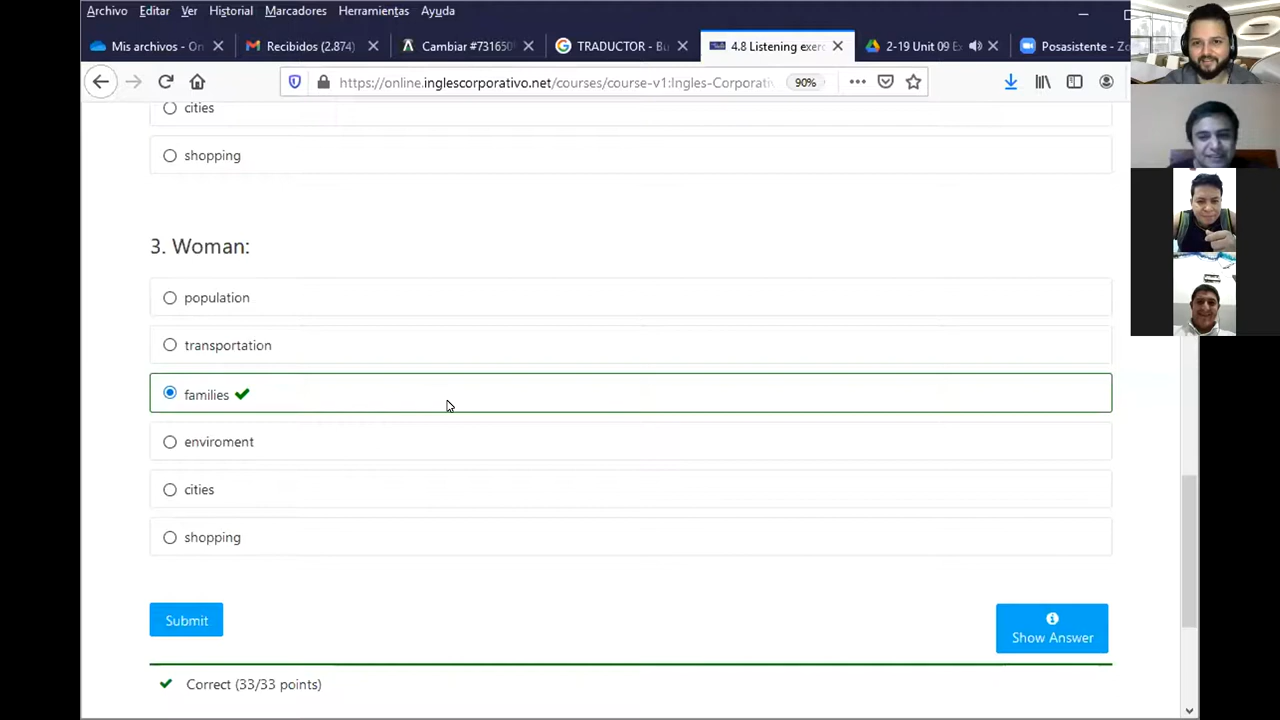 Archivo Editar Ver Historial Marcadores Herramientas Ayuda
Mis archivos - On
Recibidos (2.874)
Cambiar #73165
TRADUCTOR - Bu
4.8 Listening exerc
2-19 Unit 09 Ex
Posasistente - Zo
https://online.inglescorporativo.net/courses/course-v1:Ingles-Corporativ
90%
cities
shopping
3. Woman:
population
transportation
families
enviroment
cities
shopping
Submit
Show Answer
Correct (33/33 points)